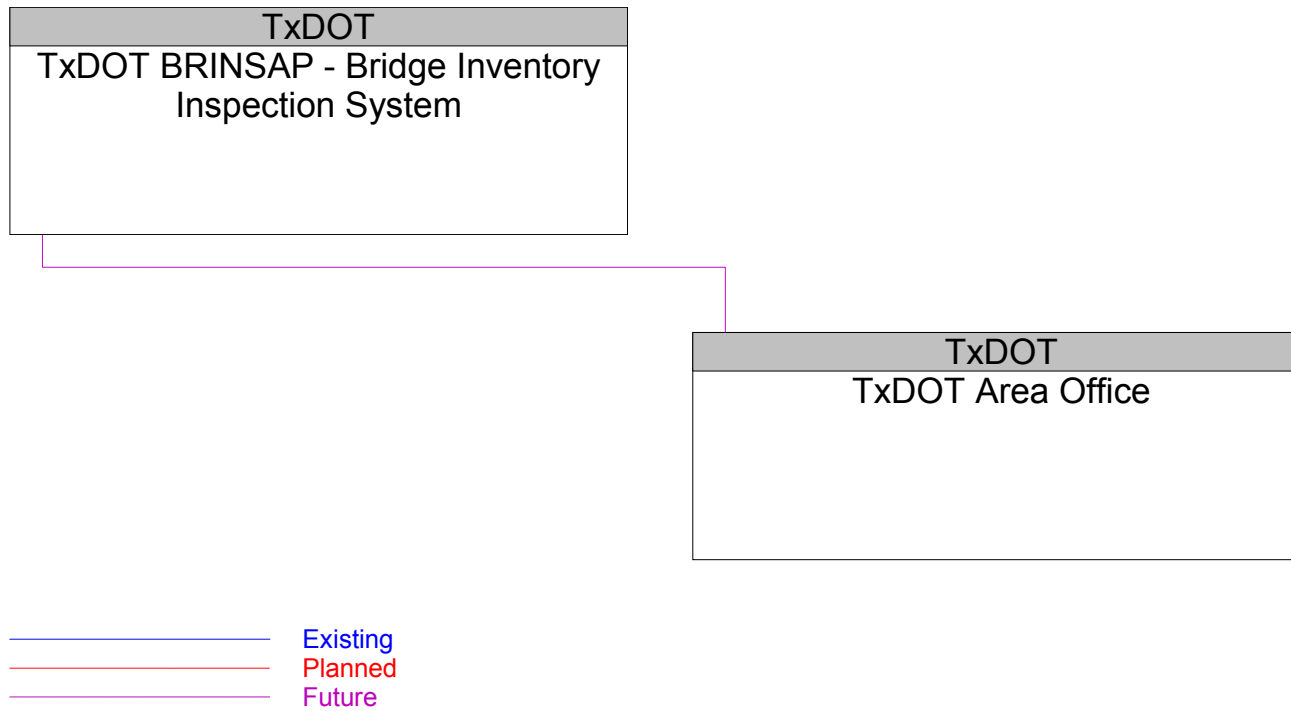 TxDOT
TxDOT BRINSAP - Bridge Inventory
Inspection System
TxDOT
TxDOT Area Office
Existing
Planned
Future